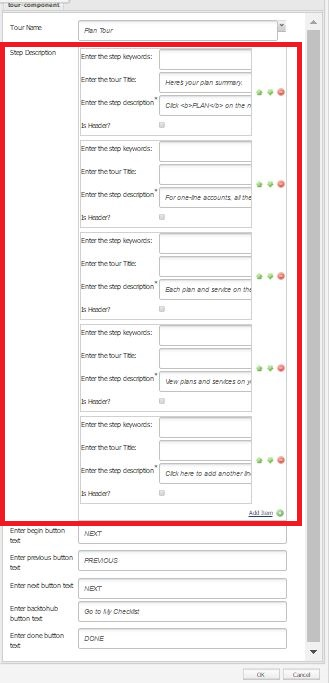 tour-component
Tour Name
Plan Tour
Step Description
Enter the step keywords:
Enter the tour Title:
Here's your plan summary.
Enter the step description*
Click <b>PLAN</b> on the n
Is Header?
Enter the step keywords:
Enter the tour Title:
Enter the step description*
For one-line accounts, all the
Is Header?
Enter the step keywords:
Enter the tour Title:
Enter the step description*
Each plan and service on the
Is Header?
Enter the step keywords:
Enter the tour Title:
Enter the step description*
View plans and services on y
Is Header?
Enter the step keywords:
Enter the tour Title:
Enter the step description*
Click here to add another lin
Is Header?
Add Item
Enter begin button
text
NEXT
Enter previous button
text
PREVIOUS
Enter next button text
NEXT
Enter backtohub
button text
Go to My Checklist
Enter done button
text
DONE
OK
Cancel